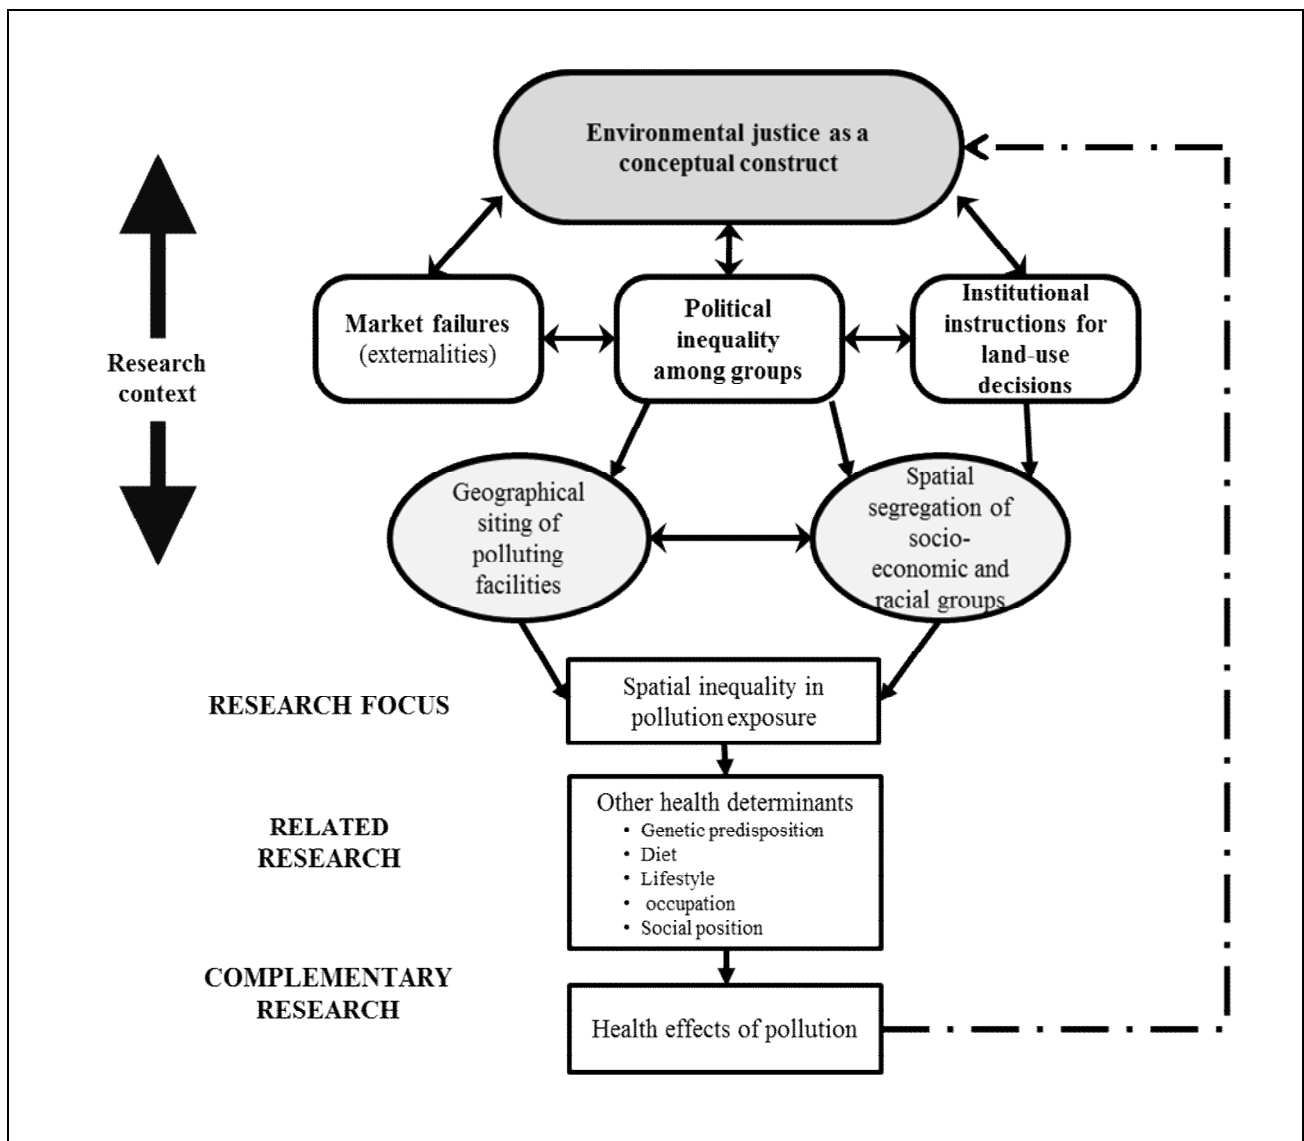 Environmental justice as a
conceptual construct
Market failures
(externalities)
Political
inequality
among groups
Institutional
instructions for
land-use
decisions
Research
context
Geographical
siting of
polluting
facilities
Spatial
segregation of
socio-
economic and
racial groups
RESEARCH FOCUS
Spatial inequality in
pollution exposure
RELATED
RESEARCH
Other health determinants
• Genetic predisposition
• Diet
• Lifestyle
• occupation
• Social position
COMPLEMENTARY
RESEARCH
Health effects of pollution